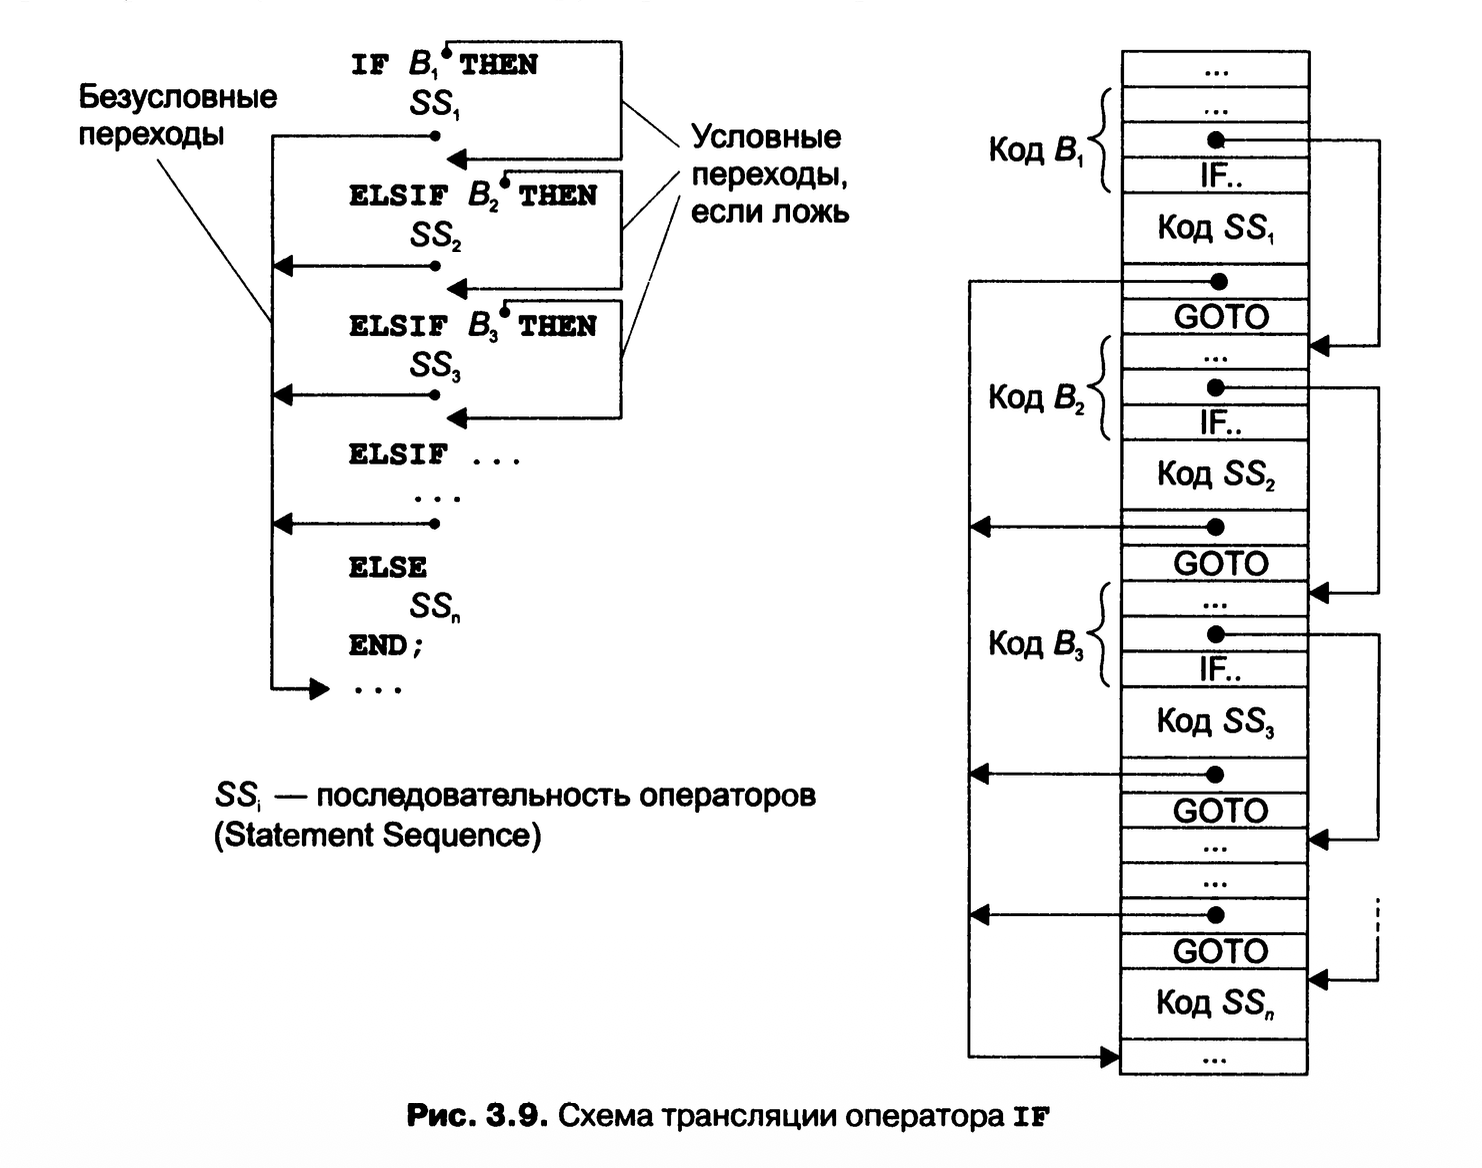 IF B₁ THEN
SS₁
Безусловные
переходы
ELSIF B₂ THEN
SS₂
ELSIF B₃ THEN
SS₃
ELSIF ...
...
ELSE
SSₙ
END;
...
Условные
переходы,
если ложь
SSᵢ — последовательность операторов
(Statement Sequence)
...
...
Код B₁
IF..
Код SS₁
GOTO
...
Код B₂
IF..
Код SS₂
GOTO
...
Код B₃
IF..
Код SS₃
GOTO
...
...
GOTO
Код SSₙ
...
Рис. 3.9. Схема трансляции оператора IF